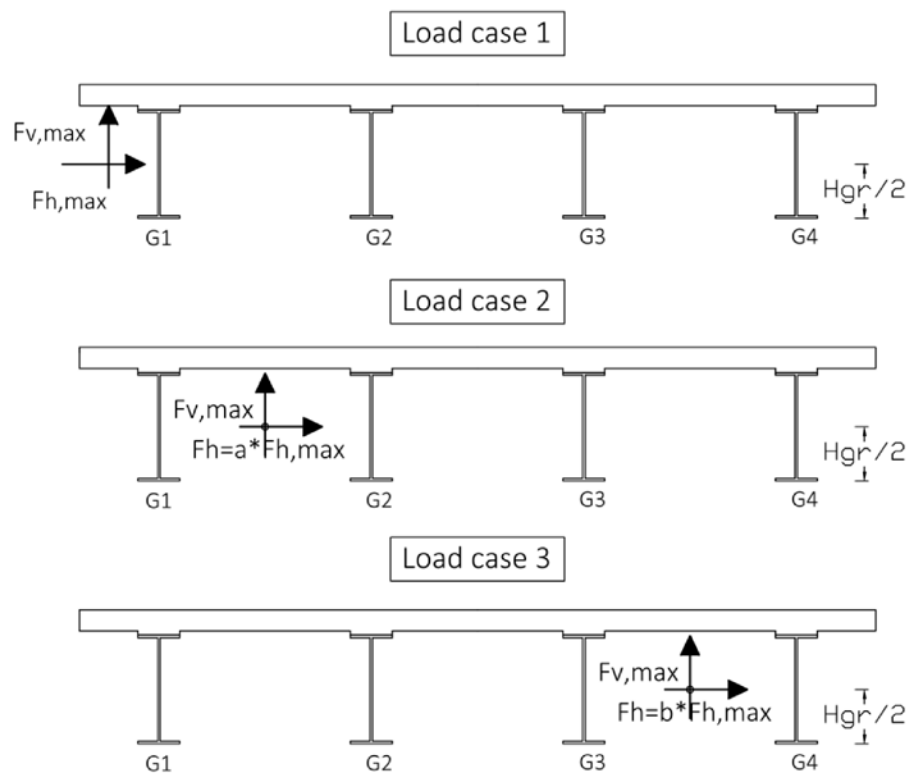 Load case 1
Fv,max
Fh,max
Hgr/2
G1 G2 G3 G4
Load case 2
Fv,max
Fh=a*Fh,max
Hgr/2
G1 G2 G3 G4
Load case 3
Fv,max
Fh=b*Fh,max
Hgr/2
G1 G2 G3 G4